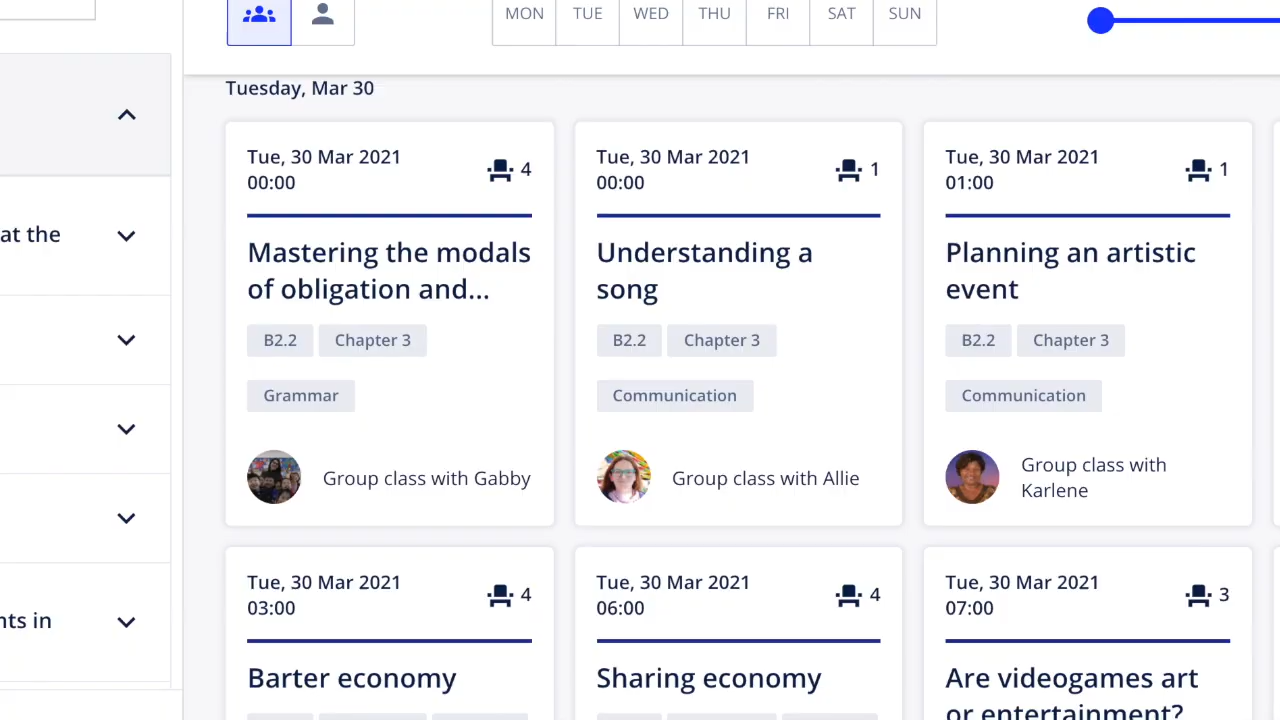 MON TUE WED THU FRI SAT SUN
Tuesday, Mar 30
at the
nts in
Tue, 30 Mar 2021
00:00
4
Mastering the modals
of obligation and...
B2.2 Chapter 3
Grammar
Group class with Gabby
Tue, 30 Mar 2021
00:00
1
Understanding a
song
B2.2 Chapter 3
Communication
Group class with Allie
Tue, 30 Mar 2021
01:00
1
Planning an artistic
event
B2.2 Chapter 3
Communication
Group class with
Karlene
Tue, 30 Mar 2021
03:00
4
Barter economy
Tue, 30 Mar 2021
06:00
4
Sharing economy
Tue, 30 Mar 2021
07:00
3
Are videogames art
or entertainment?